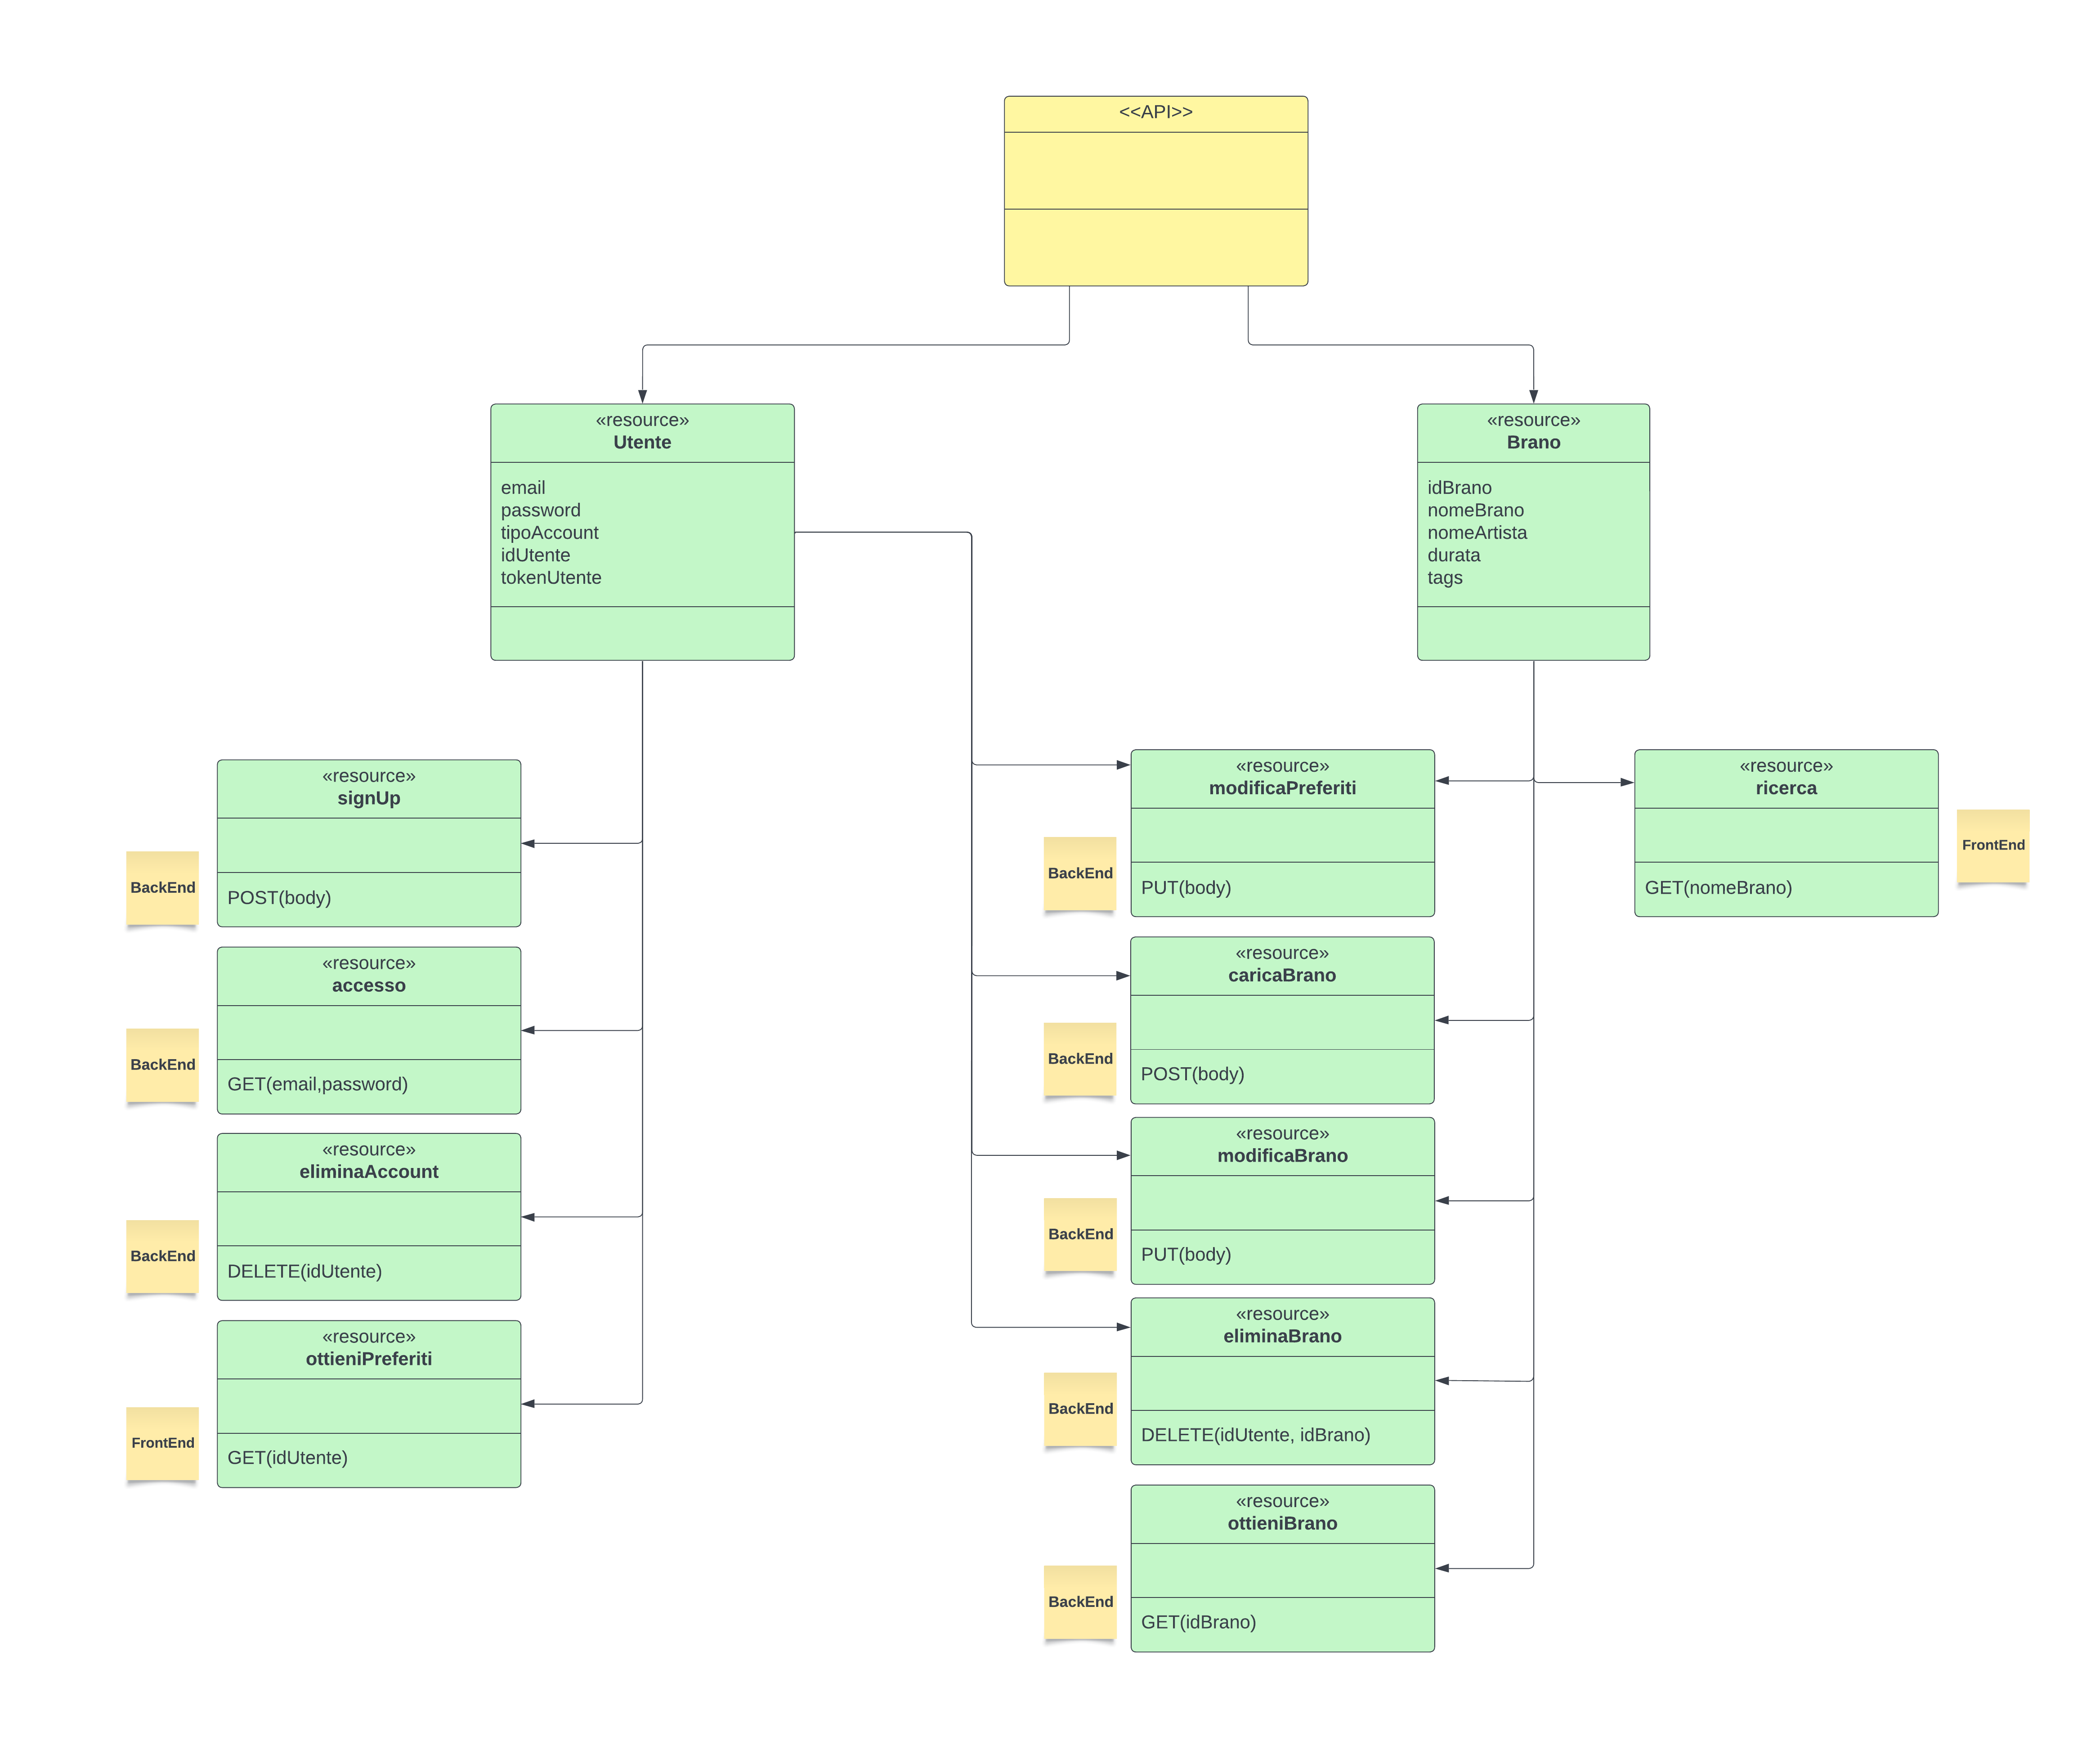 <<API>>
«resource»
Utente
email
password
tipoAccount
idUtente
tokenUtente
«resource»
Brano
idBrano
nomeBrano
nomeArtista
durata
tags
«resource»
signUp
POST(body)
BackEnd
«resource»
accesso
GET(email,password)
BackEnd
«resource»
eliminaAccount
DELETE(idUtente)
BackEnd
«resource»
ottieniPreferiti
GET(idUtente)
FrontEnd
«resource»
modificaPreferiti
PUT(body)
BackEnd
«resource»
caricaBrano
POST(body)
BackEnd
«resource»
modificaBrano
PUT(body)
BackEnd
«resource»
eliminaBrano
DELETE(idUtente, idBrano)
BackEnd
«resource»
ottieniBrano
GET(idBrano)
BackEnd
«resource»
ricerca
GET(nomeBrano)
FrontEnd